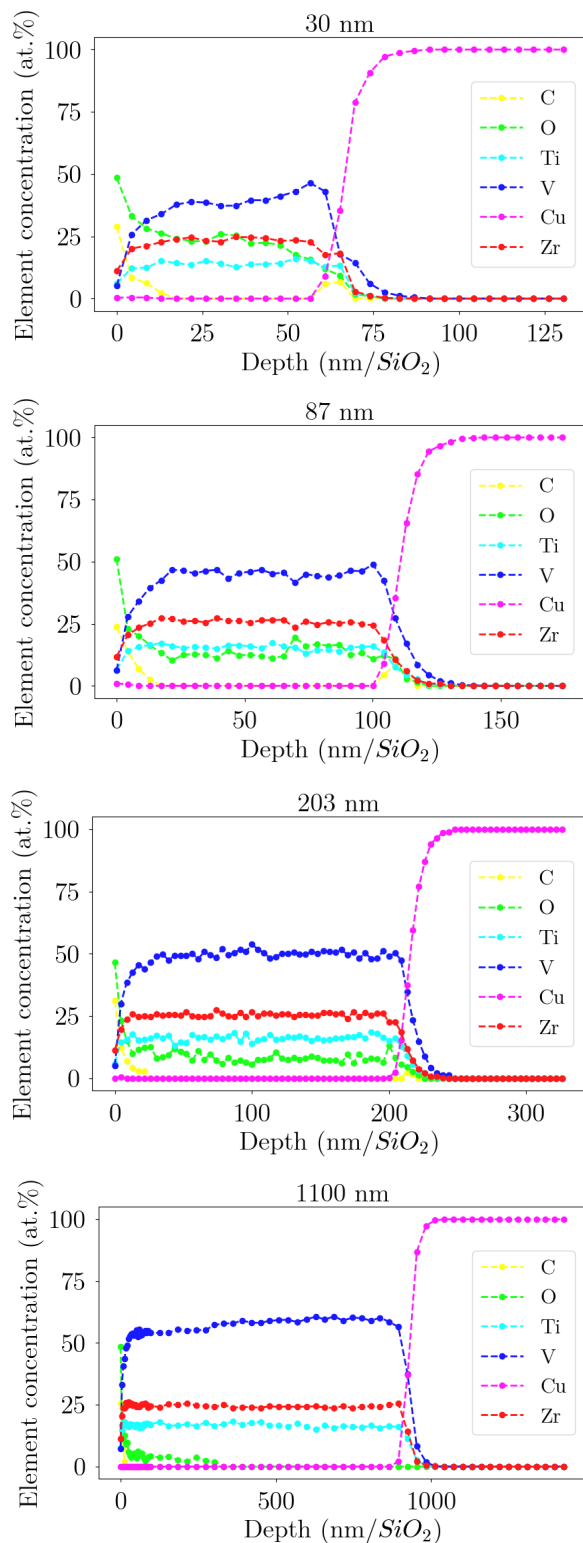 30 nm
Element concentration (at.%)
100
75
50
25
0
C
O
Ti
V
Cu
Zr
0
25
50
75
100
125
Depth (nm/SiO2)
87 nm
Element concentration (at.%)
100
75
50
25
0
C
O
Ti
V
Cu
Zr
0
50
100
150
Depth (nm/SiO2)
203 nm
Element concentration (at.%)
100
75
50
25
0
C
O
Ti
V
Cu
Zr
0
100
200
300
Depth (nm/SiO2)
1100 nm
Element concentration (at.%)
100
75
50
25
0
C
O
Ti
V
Cu
Zr
0
500
1000
Depth (nm/SiO2)